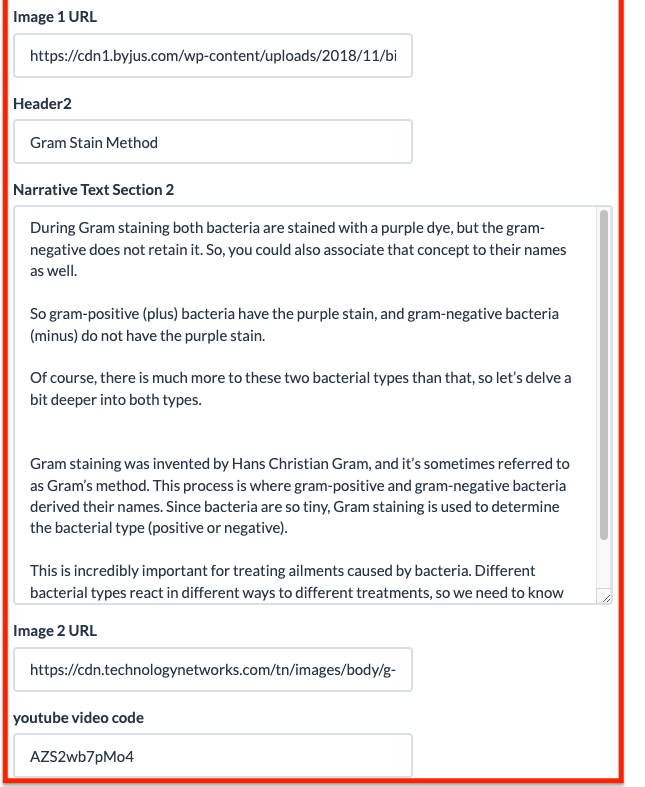 Image 1 URL
https://cdn1.byjus.com/wp-content/uploads/2018/11/bi
Header2
Gram Stain Method
Narrative Text Section 2
During Gram staining both bacteria are stained with a purple dye, but the gram-
negative does not retain it. So, you could also associate that concept to their names
as well.
So gram-positive (plus) bacteria have the purple stain, and gram-negative bacteria
(minus) do not have the purple stain.
Of course, there is much more to these two bacterial types than that, so let’s delve a
bit deeper into both types.
Gram staining was invented by Hans Christian Gram, and it’s sometimes referred to
as Gram’s method. This process is where gram-positive and gram-negative bacteria
derived their names. Since bacteria are so tiny, Gram staining is used to determine
the bacterial type (positive or negative).
This is incredibly important for treating ailments caused by bacteria. Different
bacterial types react in different ways to different treatments, so we need to know
Image 2 URL
https://cdn.technologynetworks.com/tn/images/body/g-
youtube video code
AZS2wb7pMo4